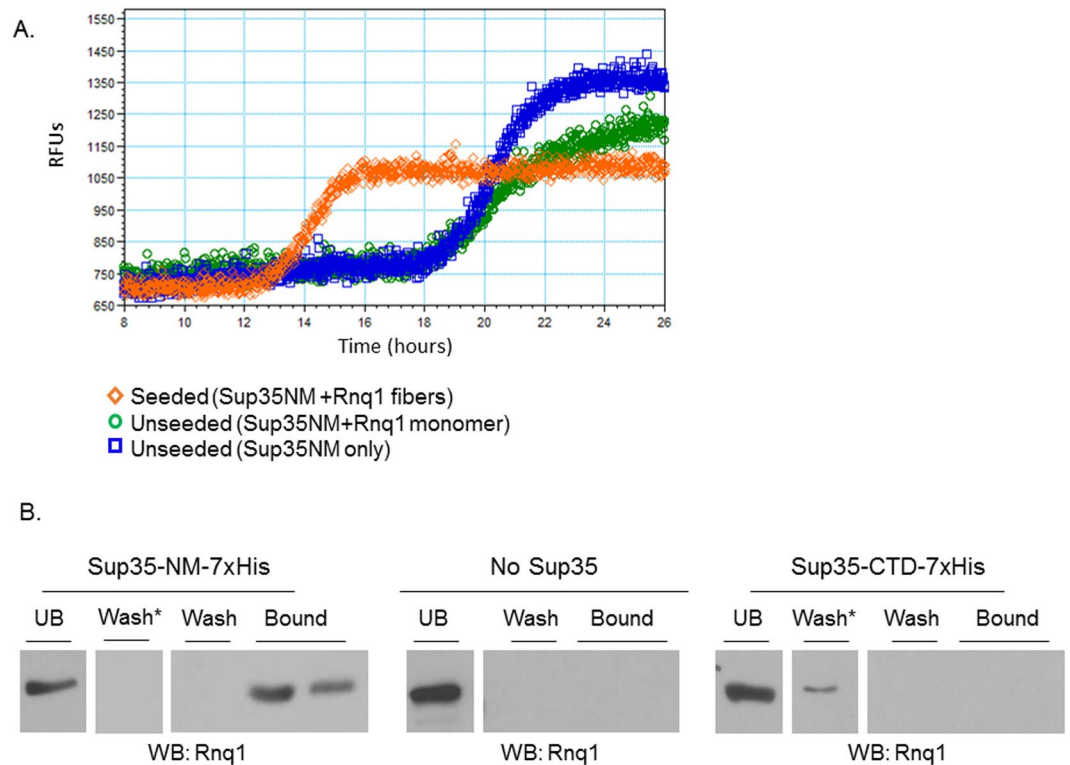 A.
1550
1450
1350
1250
1150
1050
950
850
750
650
RFUs
8 10 12 14 16 18 20 22 24 26
Time (hours)
Seeded (Sup35NM +Rnq1 fibers)
Unseeded (Sup35NM+Rnq1 monomer)
Unseeded (Sup35NM only)
B.
Sup35-NM-7xHis No Sup35 Sup35-CTD-7xHis
UB Wash* Wash Bound UB Wash Bound UB Wash* Wash Bound
WB: Rnq1 WB: Rnq1 WB: Rnq1